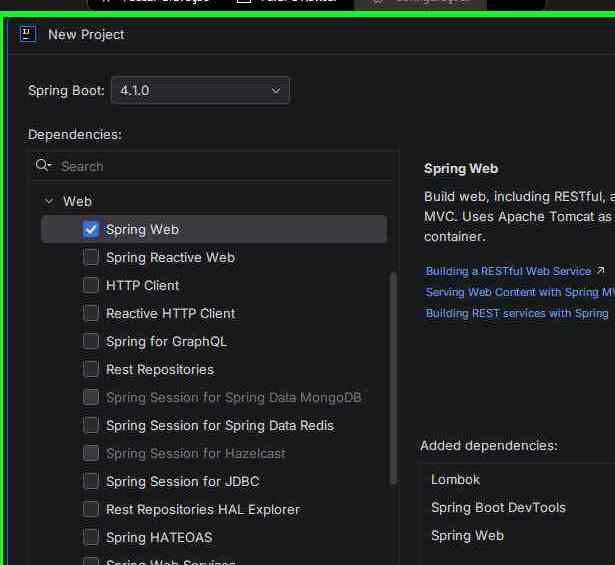 New Project
Spring Boot: 4.1.0
Dependencies:
Search
Web
Spring Web
Spring Reactive Web
HTTP Client
Reactive HTTP Client
Spring for GraphQL
Rest Repositories
Spring Session for Spring Data MongoDB
Spring Session for Spring Data Redis
Spring Session for Hazelcast
Spring Session for JDBC
Rest Repositories HAL Explorer
Spring HATEOAS
Spring Web Services
Spring Web
Build web, including RESTful, a
MVC. Uses Apache Tomcat as
container.
Building a RESTful Web Service
Serving Web Content with Spring MV
Building REST services with Spring
Added dependencies:
Lombok
Spring Boot DevTools
Spring Web